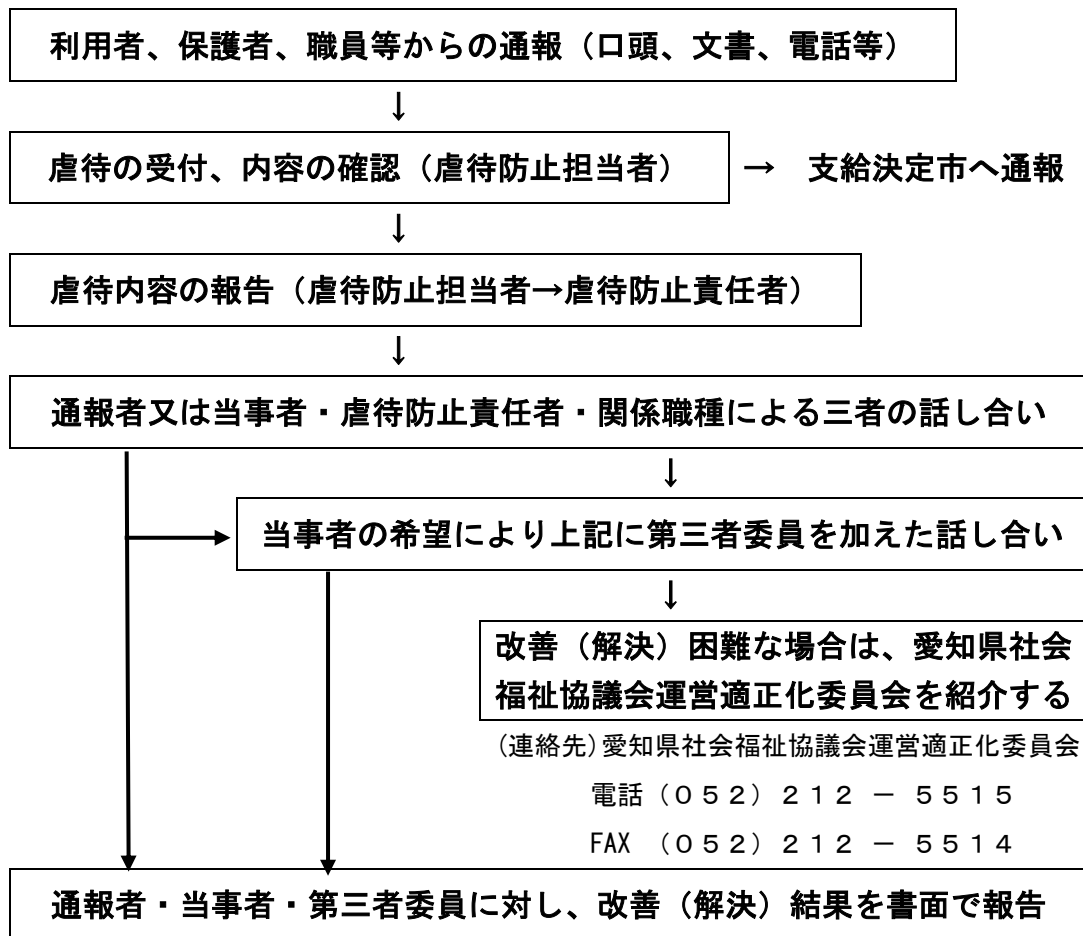 利用者、保護者、職員等からの通報（口頭、文書、電話等）
↓
虐待の受付、内容の確認（虐待防止担当者） → 支給決定市へ通報
↓
虐待内容の報告（虐待防止担当者→虐待防止責任者）
↓
通報者又は当事者・虐待防止責任者・関係職種による三者の話し合い
↓
当事者の希望により上記に第三者委員を加えた話し合い
↓
改善（解決）困難な場合は、愛知県社会
福祉協議会運営適正化委員会を紹介する
(連絡先)愛知県社会福祉協議会運営適正化委員会
電話（０５２）２１２ － ５５１５
FAX （０５２）２１２ － ５５１４
通報者・当事者・第三者委員に対し、改善（解決）結果を書面で報告